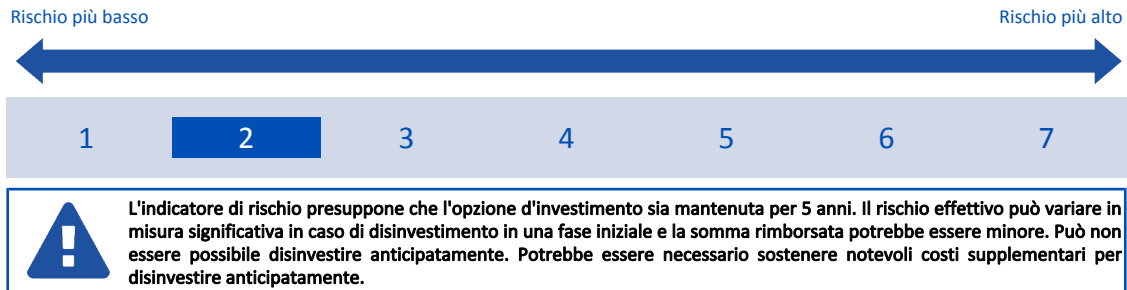 Rischio più basso Rischio più alto
1 2 3 4 5 6 7
L'indicatore di rischio presuppone che l'opzione d'investimento sia mantenuta per 5 anni. Il rischio effettivo può variare in
misura significativa in caso di disinvestimento in una fase iniziale e la somma rimborsata potrebbe essere minore. Può non
essere possibile disinvestire anticipatamente. Potrebbe essere necessario sostenere notevoli costi supplementari per
disinvestire anticipatamente.